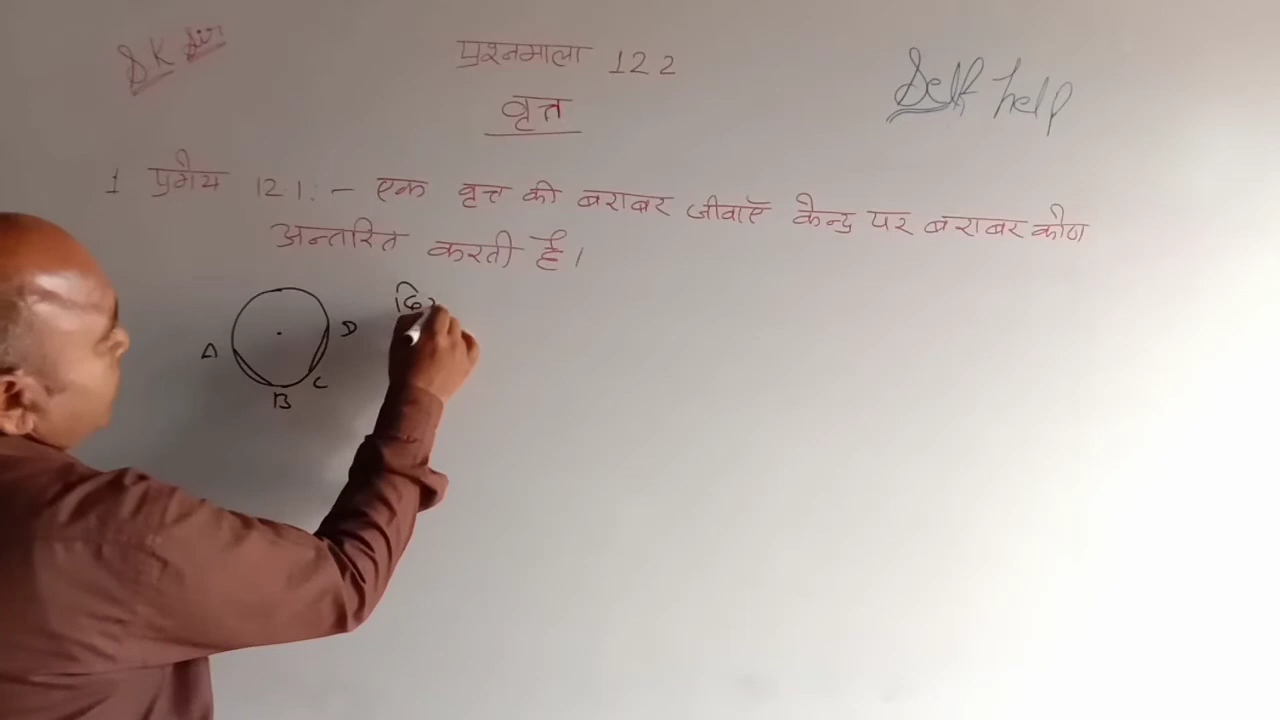 S K Sir
प्रश्नमाला 12.2
Self help
वृत्त
1 प्रमेय 12.1 :- एक वृत्त की बराबर जीवाएँ केन्द्र पर बराबर कोण
अन्तरित करती है।
दि
A
D
C
B